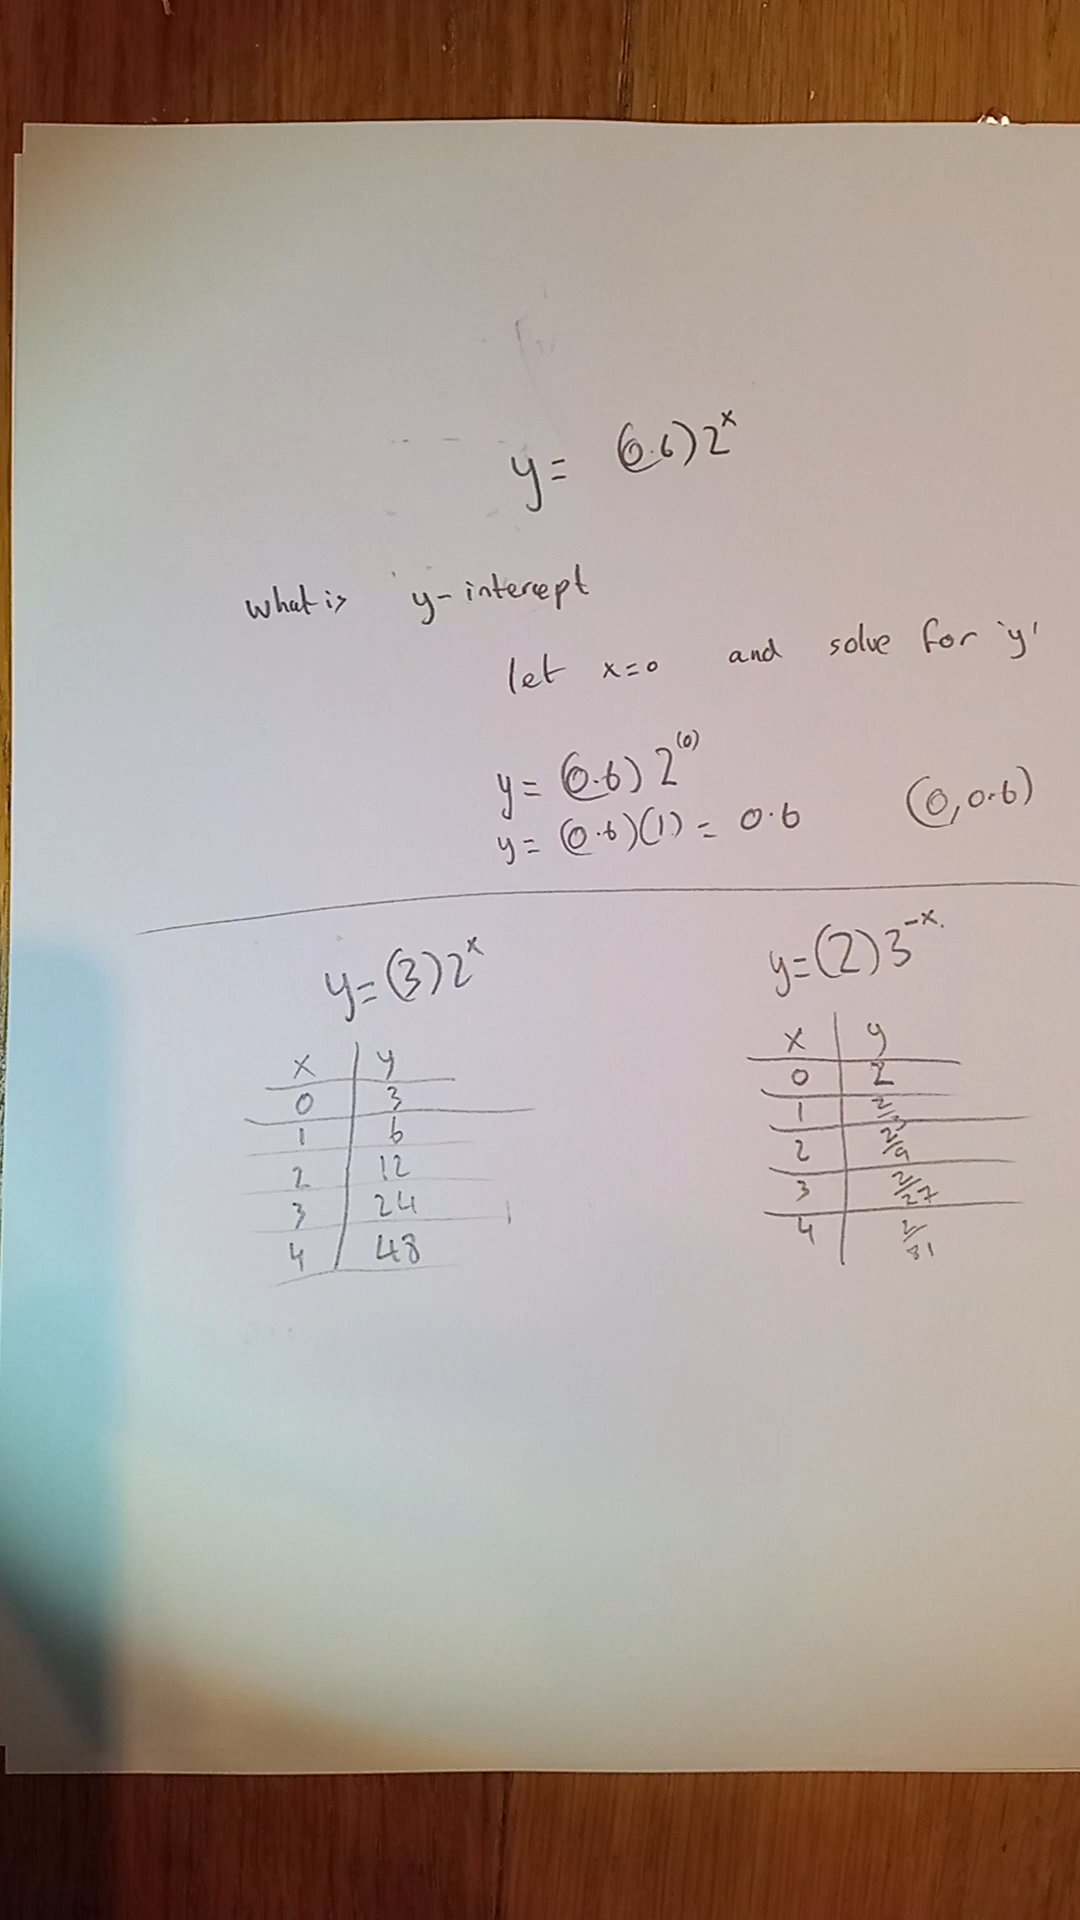 y = (0.6)2^x
what is y-intercept
let x=0 and solve for 'y'
y = (0.6) 2^(0)
y = (0.6)(1) = 0.6 (0,0.6)
y=(3)2^x
x | y
0 | 3
1 | 6
2 | 12
3 | 24
4 | 48
y=(2)3^-x.
x | y
0 | 2
1 | 2/3
2 | 2/9
3 | 2/27
4 | 2/81